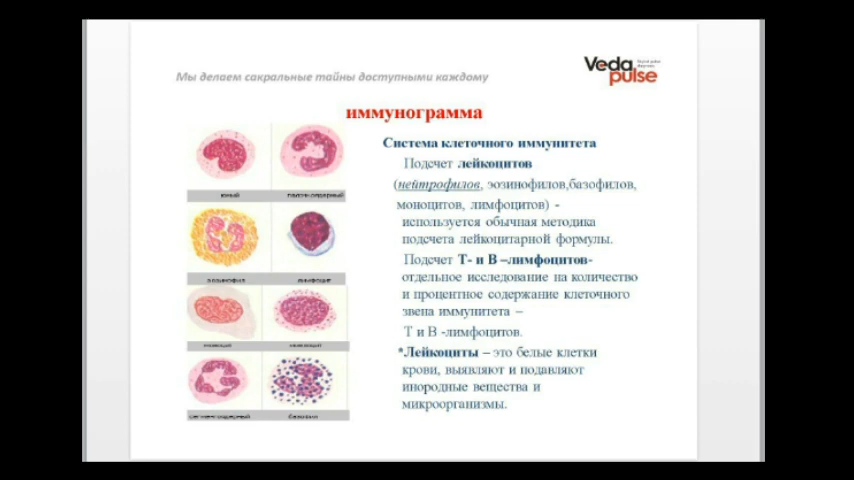 Мы делаем сакральные тайны доступными каждому
Veda
pulse
иммунограмма
Система клеточного иммунитета
Подсчет лейкоцитов
(нейтрофилов, эозинофилов,базофилов,
моноцитов, лимфоцитов) -
используется обычная методика
подсчета лейкоцитарной формулы.
Подсчет Т- и В –лимфоцитов-
отдельное исследование на количество
и процентное содержание клеточного
звена иммунитета –
Т и В -лимфоцитов.
*Лейкоциты – это белые клетки
крови, выявляют и подавляют
инородные вещества и
микроорганизмы.
юный
палочкоядерный
эозинофил
лимфоцит
моноцит
сегментоядерный
базофил